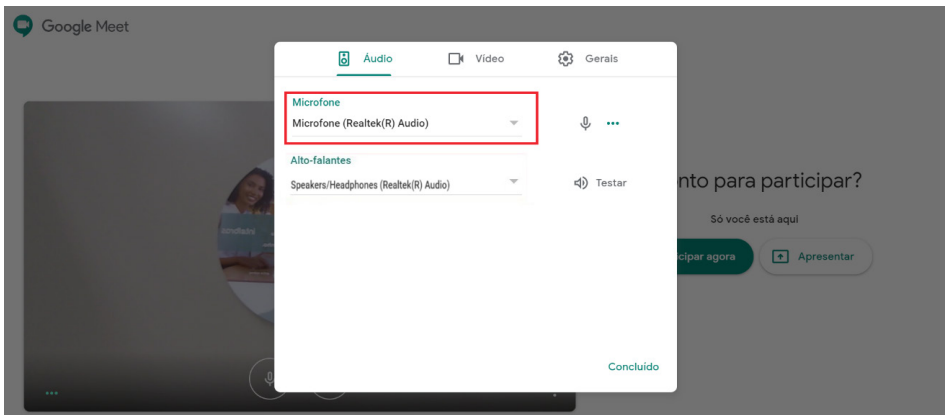 Google Meet
Áudio
Vídeo
Gerais
Microfone
Microfone (Realtek(R) Audio)
Alto-falantes
Speakers/Headphones (Realtek(R) Audio)
Testar
nto para participar?
Só você está aqui
cipar agora
Apresentar
Concluído